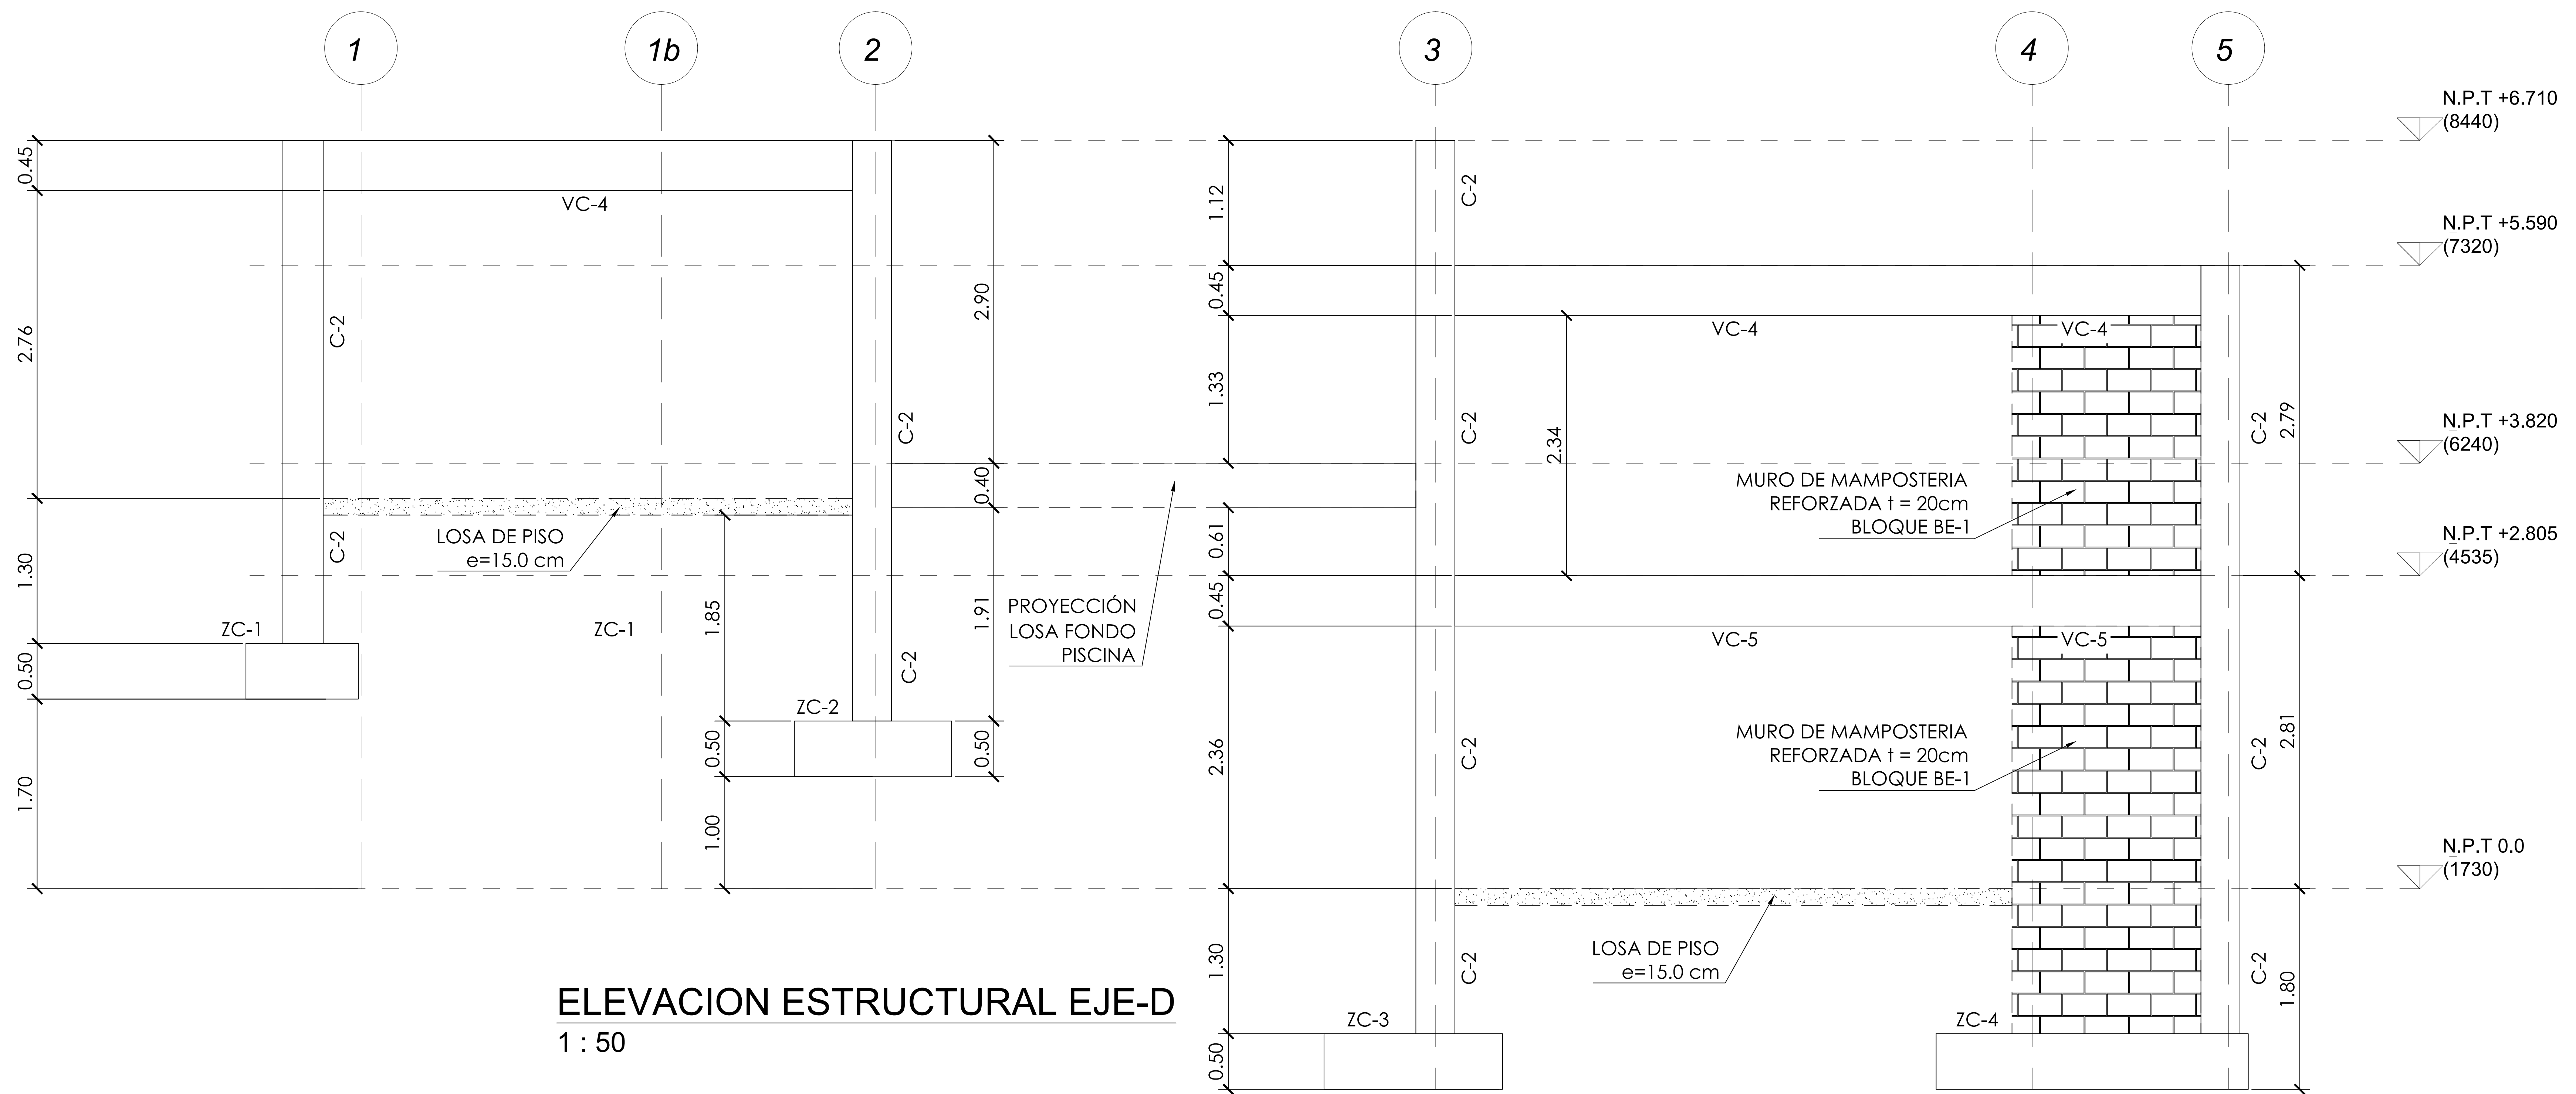 1
1b
2
3
4
5
N.P.T +6.710
(8440)
N.P.T +5.590
(7320)
N.P.T +3.820
(6240)
N.P.T +2.805
(4535)
N.P.T 0.0
(1730)
0.45
2.76
1.30
0.50
1.70
VC-4
C-2
C-2
LOSA DE PISO
e=15.0 cm
ZC-1
ZC-1
1.85
0.50
1.00
ZC-2
C-2
C-2
2.90
0.40
1.91
0.50
PROYECCIÓN
LOSA FONDO
PISCINA
1.12
0.45
1.33
0.61
0.45
2.36
1.30
0.50
C-2
C-2
C-2
C-2
2.34
VC-4
VC-4
MURO DE MAMPOSTERIA
REFORZADA t = 20cm
BLOQUE BE-1
VC-5
VC-5
MURO DE MAMPOSTERIA
REFORZADA t = 20cm
BLOQUE BE-1
LOSA DE PISO
e=15.0 cm
ZC-3
ZC-4
C-2
C-2
C-2
2.79
2.81
1.80
ELEVACION ESTRUCTURAL EJE-D
1 : 50